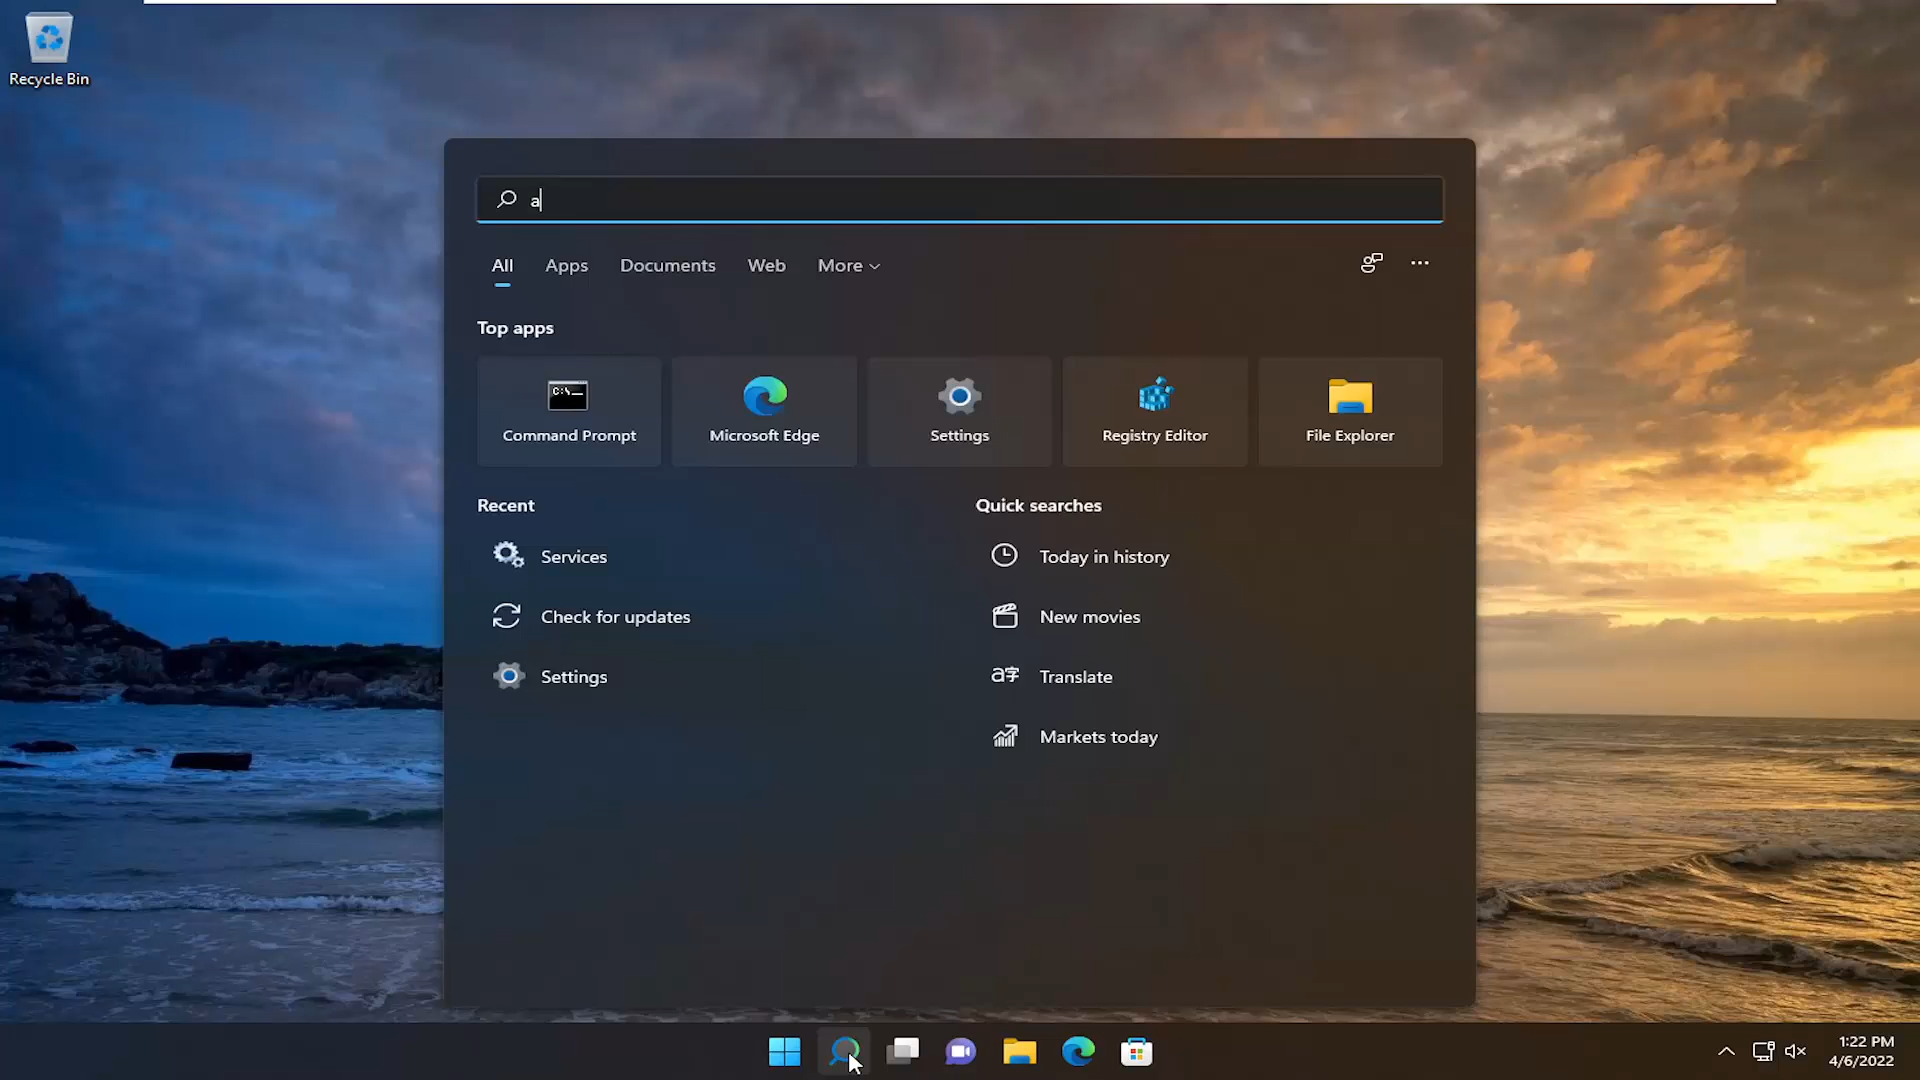 Recycle Bin
a
All Apps Documents Web More
Top apps
C:\
Command Prompt Microsoft Edge Settings Registry Editor File Explorer
Recent Quick searches
Services Today in history
Check for updates New movies
Settings a字 Translate
Markets today
1:22 PM
4/6/2022